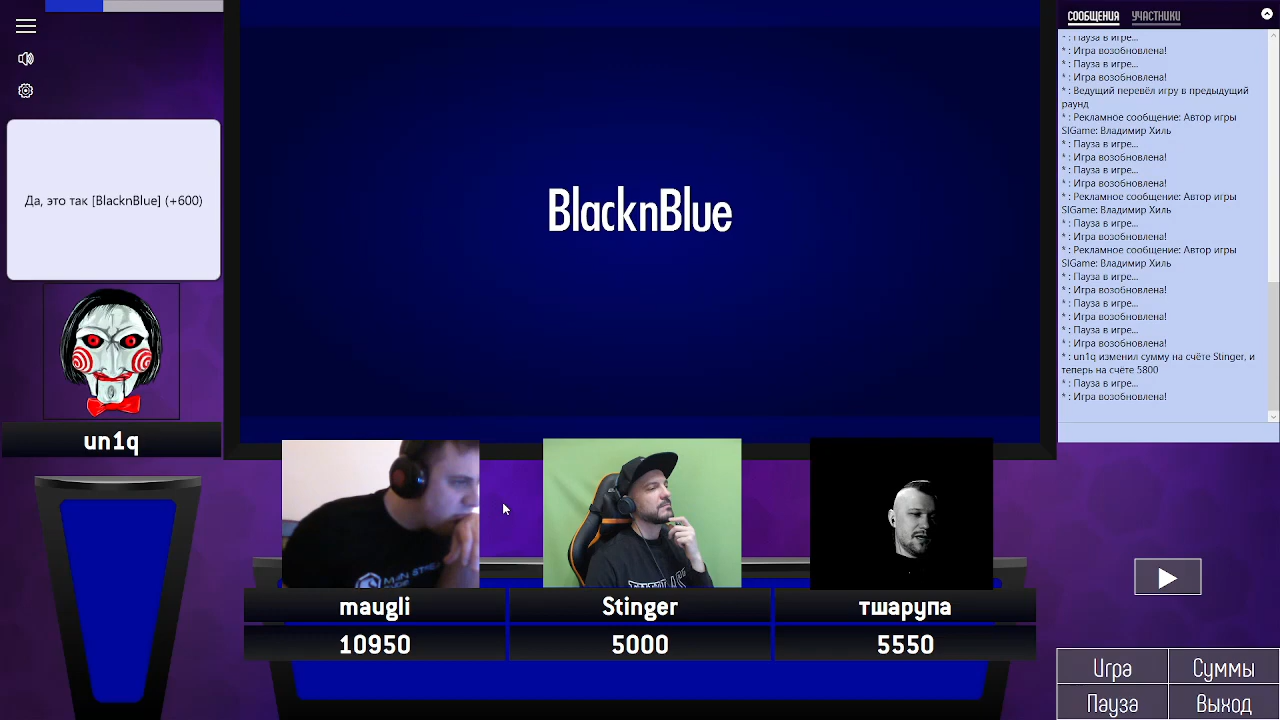 СООБЩЕНИЯ УЧАСТНИКИ
* : Пауза в игре...
* : Игра возобновлена!
* : Пауза в игре...
* : Игра возобновлена!
* : Ведущий перевёл игру в предыдущий
раунд
* : Рекламное сообщение: Автор игры
SIGame: Владимир Хиль
* : Пауза в игре...
* : Игра возобновлена!
* : Пауза в игре...
* : Игра возобновлена!
* : Рекламное сообщение: Автор игры
SIGame: Владимир Хиль
* : Пауза в игре...
* : Игра возобновлена!
* : Рекламное сообщение: Автор игры
SIGame: Владимир Хиль
* : Пауза в игре...
* : Игра возобновлена!
* : Пауза в игре...
* : Игра возобновлена!
* : Пауза в игре...
* : Игра возобновлена!
* : un1q изменил сумму на счёте Stinger, и
теперь на счёте 5800
* : Пауза в игре...
* : Игра возобновлена!
Да, это так [BlacknBlue] (+600)
BlacknBlue
un1q
maugli
Stinger
тшарупа
10950
5000
5550
Игра
Суммы
Пауза
Выход